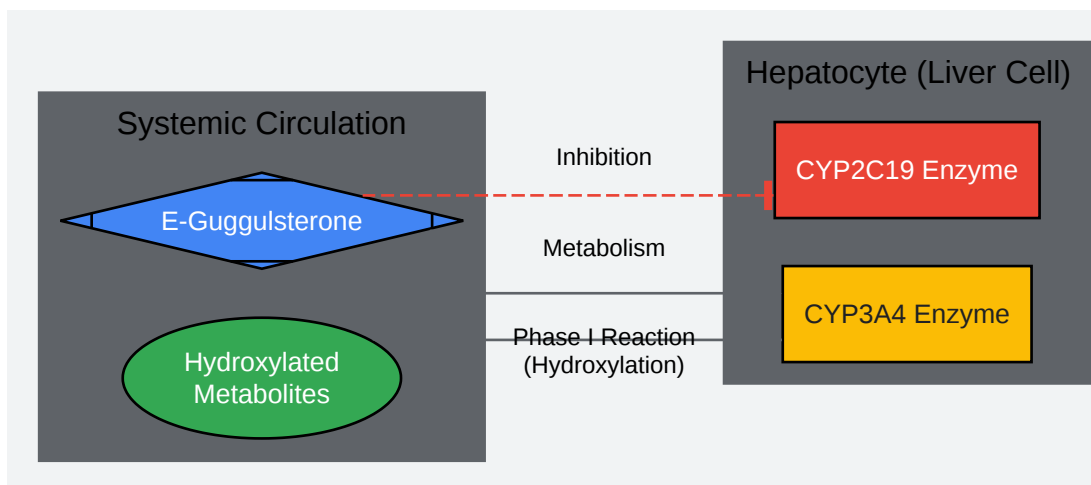 Hepatocyte (Liver Cell)
Systemic Circulation
Inhibition
CYP2C19 Enzyme
E-Guggulsterone
Metabolism
CYP3A4 Enzyme
Phase I Reaction
(Hydroxylation)
Hydroxylated
Metabolites